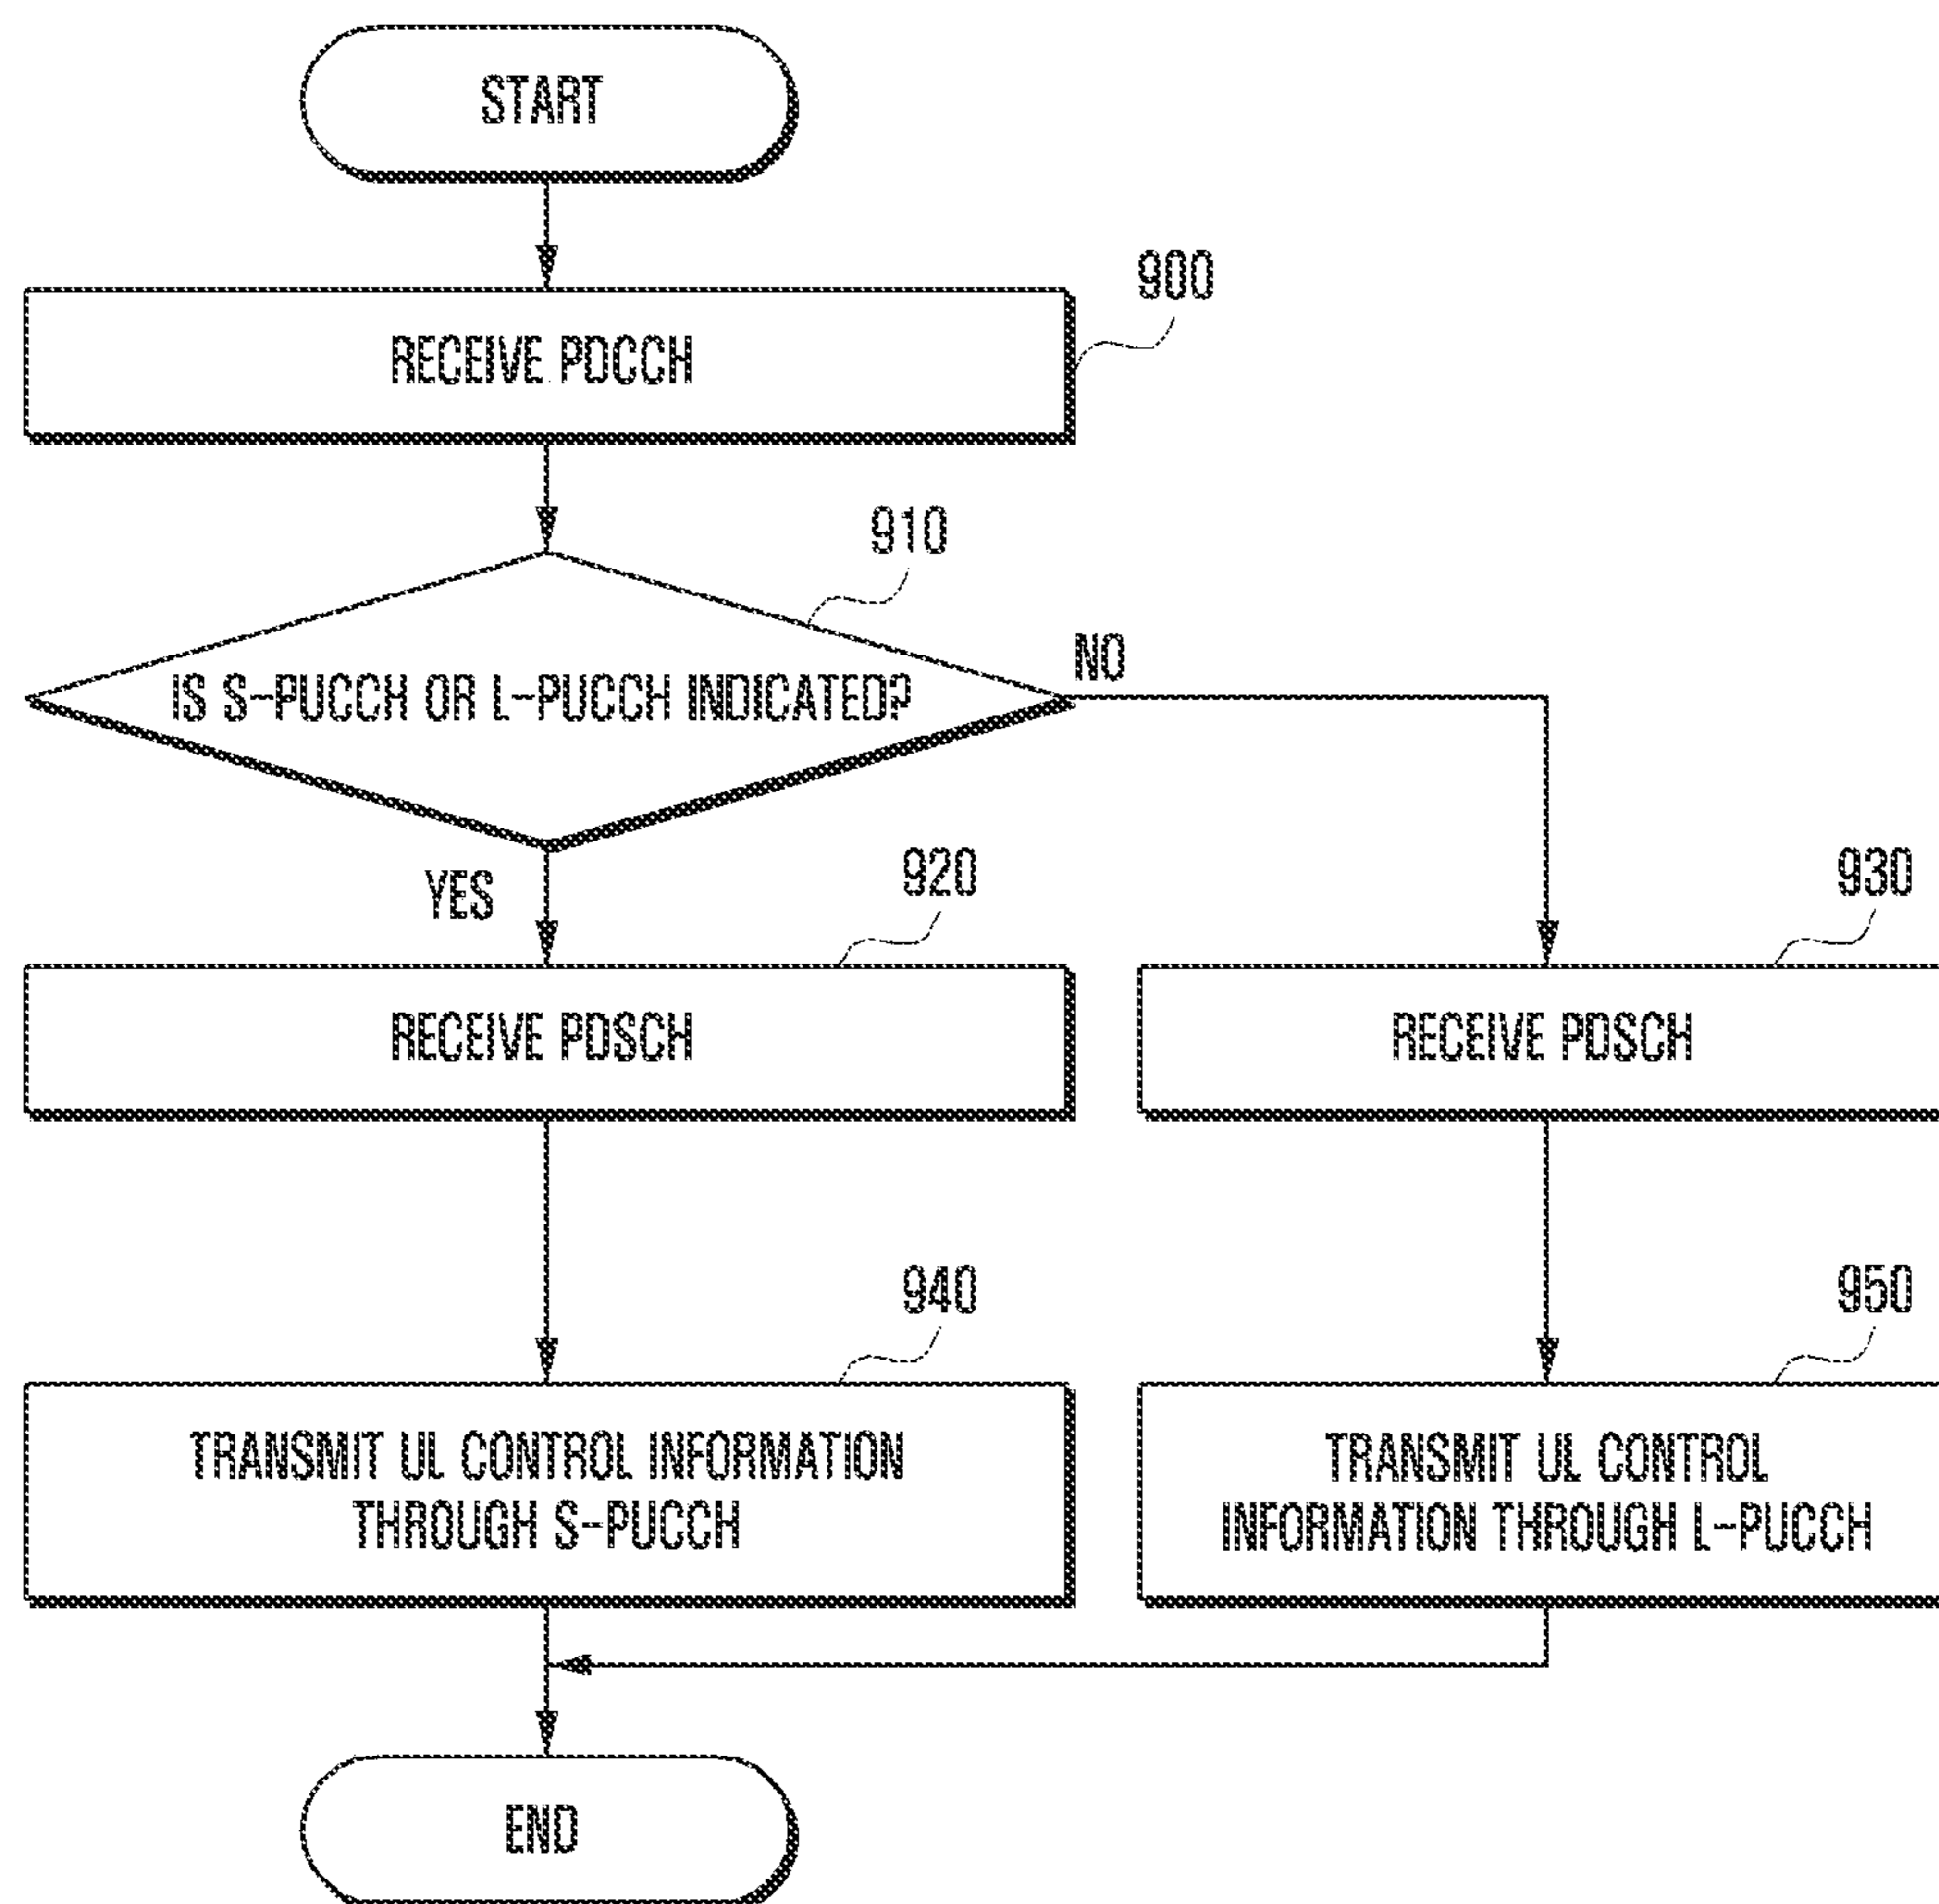 START
900
RECEIVE PDCCH
910
NO
IS S-PUCCH OR L-PUCCH INDICATED?
YES
920
930
RECEIVE PDSCH
RECEIVE PDSCH
940
950
TRANSMIT UL CONTROL INFORMATION
THROUGH S-PUCCH
TRANSMIT UL CONTROL
INFORMATION THROUGH L-PUCCH
END